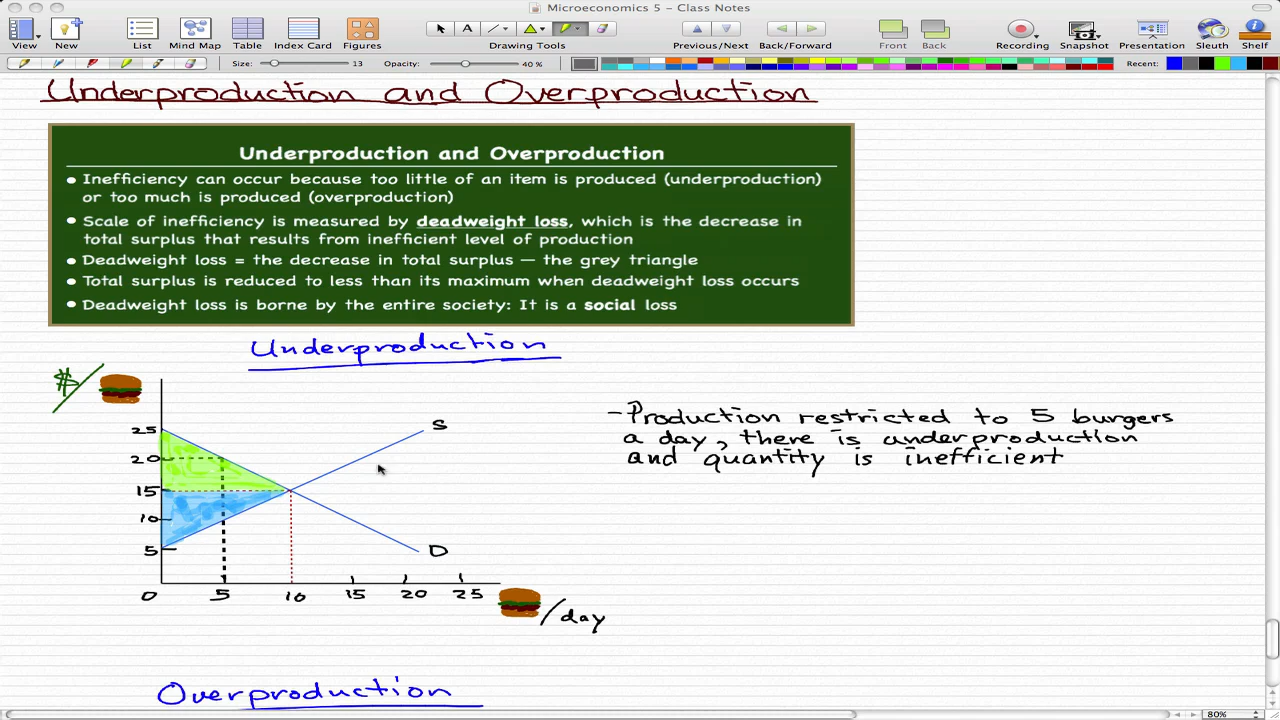 Microeconomics 5 - Class Notes
View New List Mind Map Table Index Card Figures Drawing Tools Previous/Next Back/Forward Front Back Recording Snapshot Presentation Sleuth Shelf
Size: 13 Opacity: 40 % Recent:
Underproduction and Overproduction
Underproduction and Overproduction
• Inefficiency can occur because too little of an item is produced (underproduction)
or too much is produced (overproduction)
• Scale of inefficiency is measured by deadweight loss, which is the decrease in
total surplus that results from inefficient level of production
• Deadweight loss = the decrease in total surplus — the grey triangle
• Total surplus is reduced to less than its maximum when deadweight loss occurs
• Deadweight loss is borne by the entire society: It is a social loss
Underproduction
$/
25
20
15
10
5
S
D
0 5 10 15 20 25
/day
-Production restricted to 5 burgers
a day, there is underproduction
and quantity is inefficient
Overproduction
80%